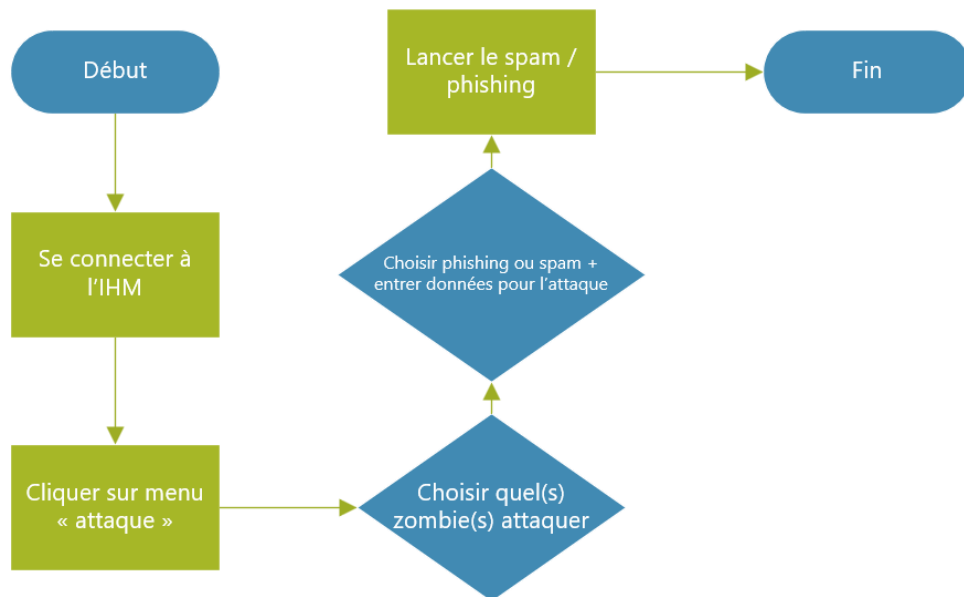 Début
Se connecter à
l'IHM
Cliquer sur menu
« attaque »
Choisir quel(s)
zombie(s) attaquer
Choisir phishing ou spam +
entrer données pour l'attaque
Lancer le spam /
phishing
Fin